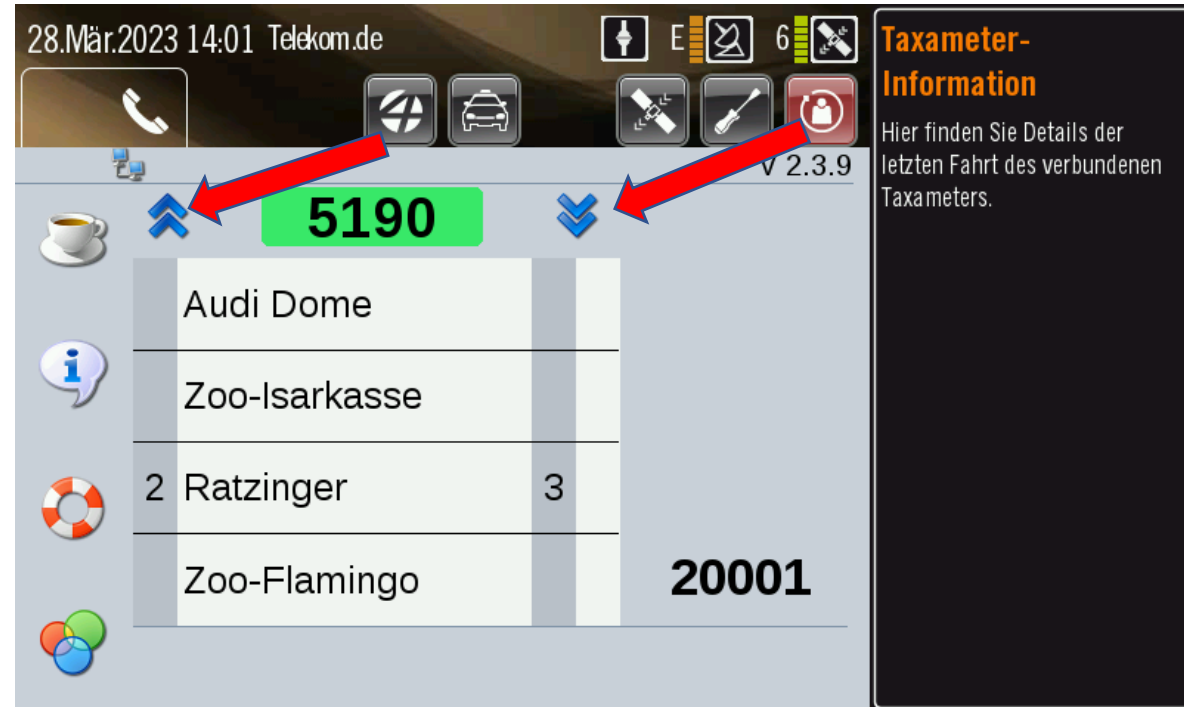 28.Mär.2023 14:01 Telekom.de E 6
V 2.3.9
5190
Audi Dome
Zoo-Isarkasse
2 Ratzinger 3
Zoo-Flamingo 20001
Taxameter-
Information
Hier finden Sie Details der
letzten Fahrt des verbundenen
Taxameters.